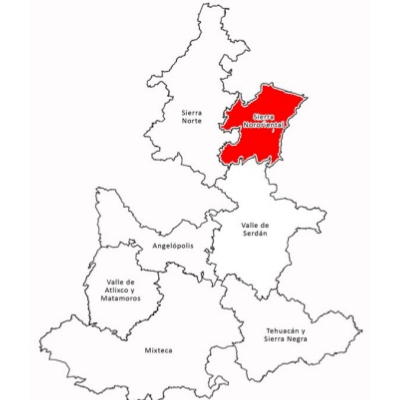 Sierra
Norte
Sierra
Nororiental
Valle de
Serdán
Angelópolis
Valle de
Atlixco y
Matamoros
Tehuacán y
Sierra Negra
Mixteca